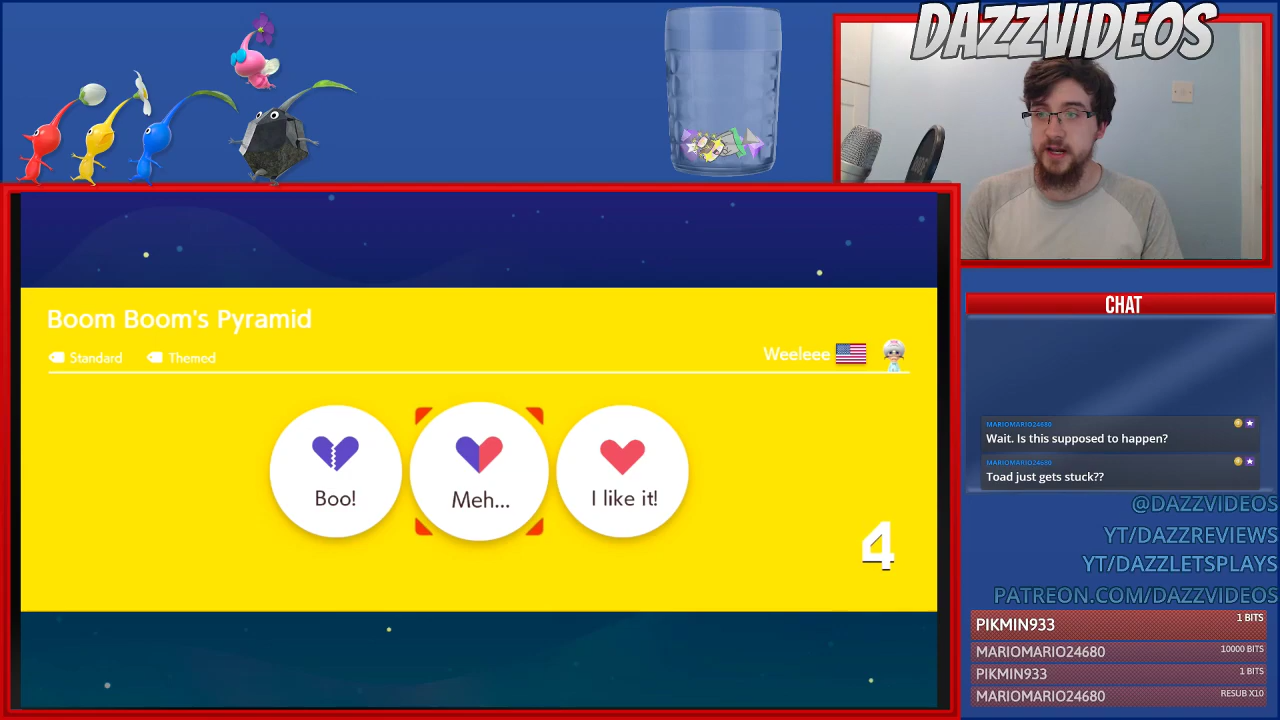 DAZZVIDEOS
Boom Boom's Pyramid
Standard Themed
Weeleee
Boo!
Meh...
I like it!
4
CHAT
MARIOMARIO24680
Wait. Is this supposed to happen?
MARIOMARIO24680
Toad just gets stuck??
@DAZZVIDEOS
YT/DAZZREVIEWS
YT/DAZZLETSPLAYS
PATREON.COM/DAZZVIDEOS
PIKMIN933 1 BITS
MARIOMARIO24680 10000 BITS
PIKMIN933 1 BITS
MARIOMARIO24680 RESUB X10